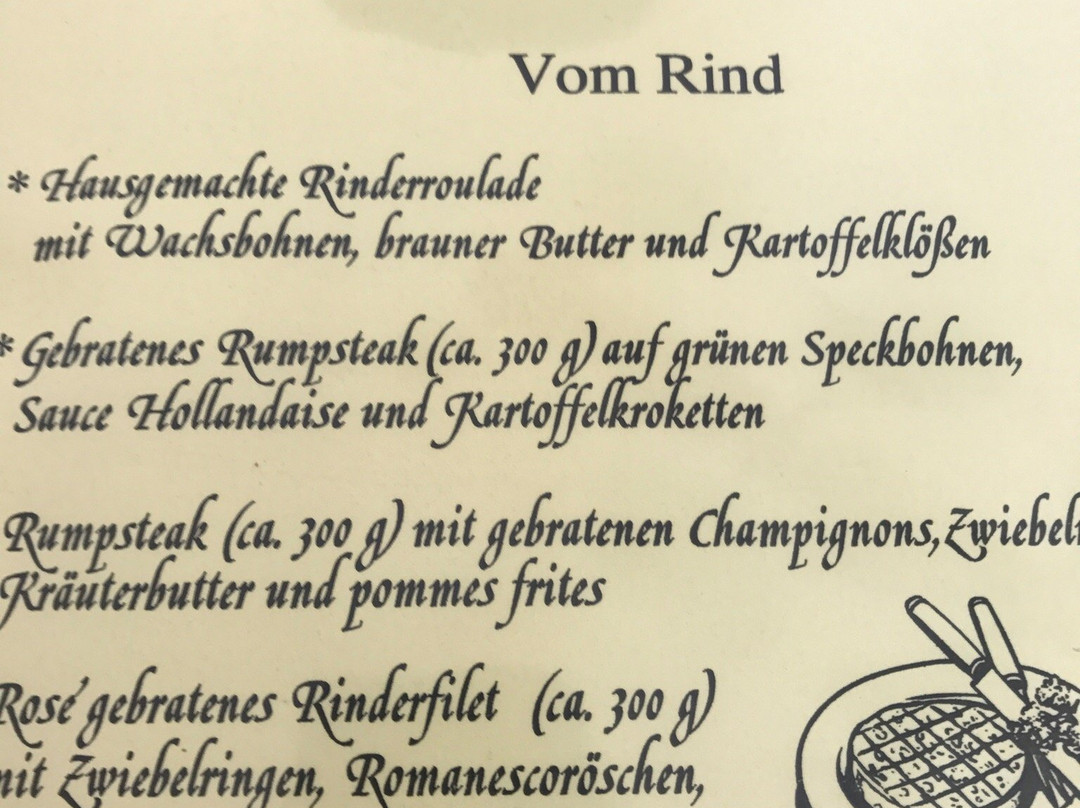 Vom Rind
* Hausgemachte Rinderroulade
mit Wachsbohnen, brauner Butter und Kartoffelklößen
* Gebratenes Rumpsteak (ca. 300 g) auf grünen Speckbohnen,
Sauce Hollandaise und Kartoffelkroketten
Rumpsteak (ca. 300 g) mit gebratenen Champignons,
Kräuterbutter und pommes frites
Rosé gebratenes Rinderfilet (ca. 300 g)
mit Zwiebelringen, Romanescoröschen,